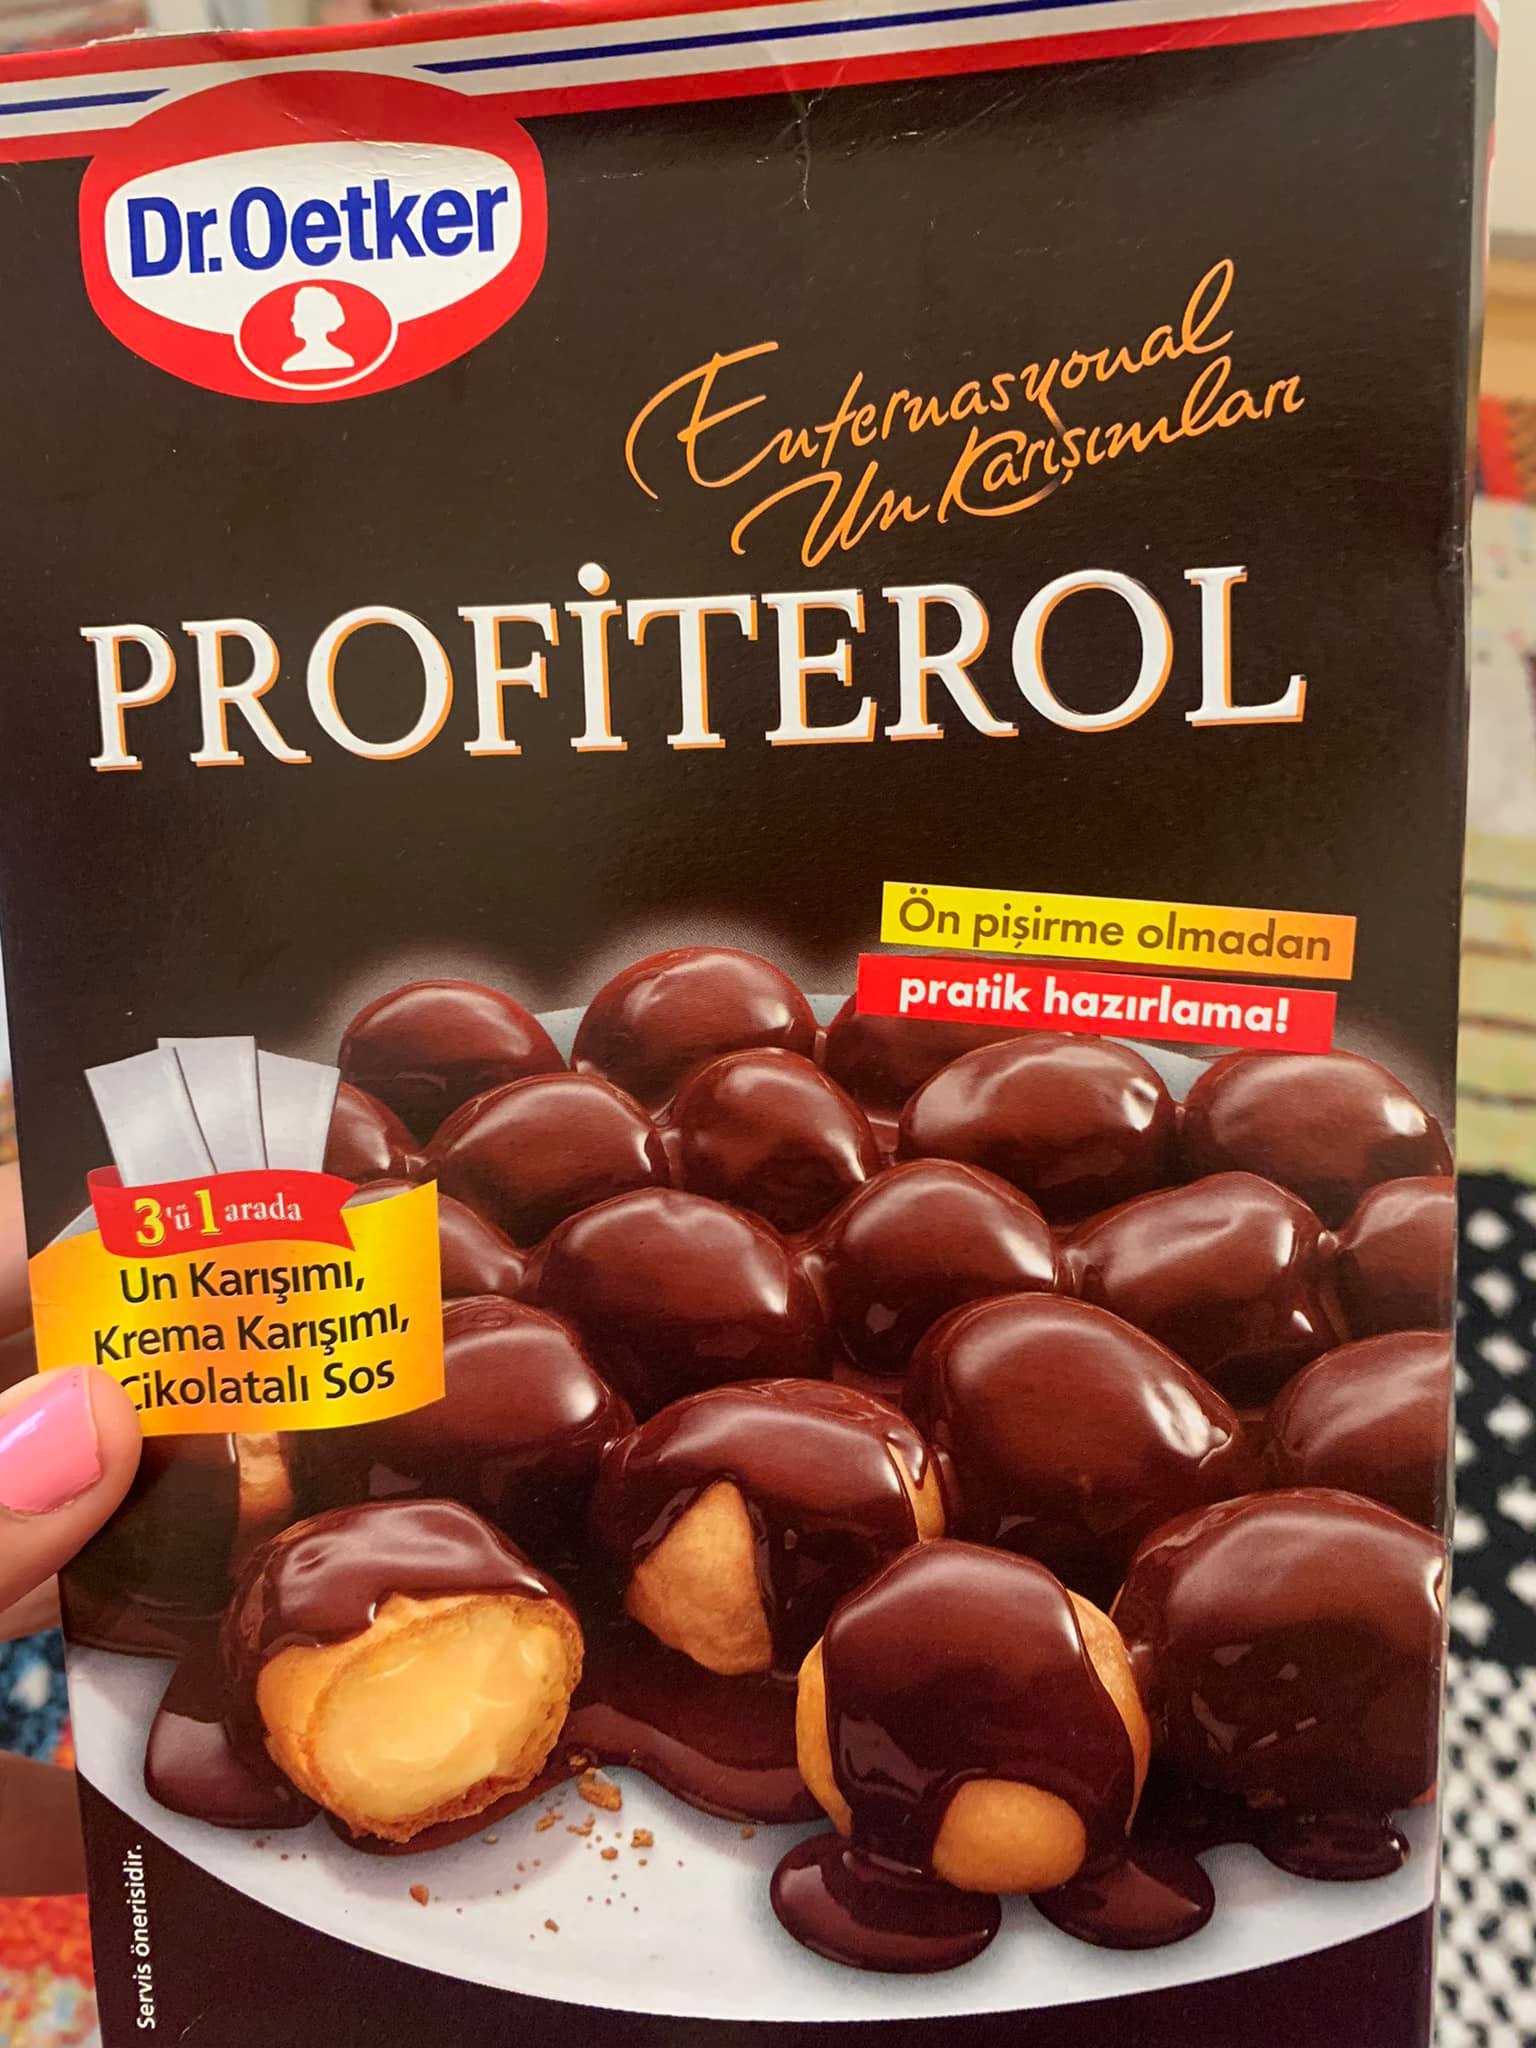 Dr.Oetker
Enternasyonal
Un Karışımları
PROFİTEROL
Ön pişirme olmadan
pratik hazırlama!
3'ü 1 arada
Un Karışımı,
Krema Karışımı,
Çikolatalı Sos
Servis önerisidir.